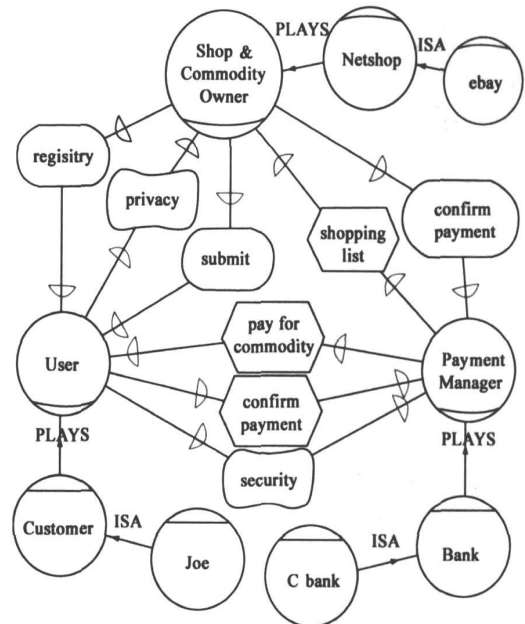 PLAYS
Shop &
Commodity
Owner
Netshop
ISA
ebay
regisitry
privacy
confirm
payment
shopping
list
submit
pay for
commodity
User
Payment
Manager
confirm
payment
PLAYS
PLAYS
security
Customer
ISA
Joe
C bank
ISA
Bank